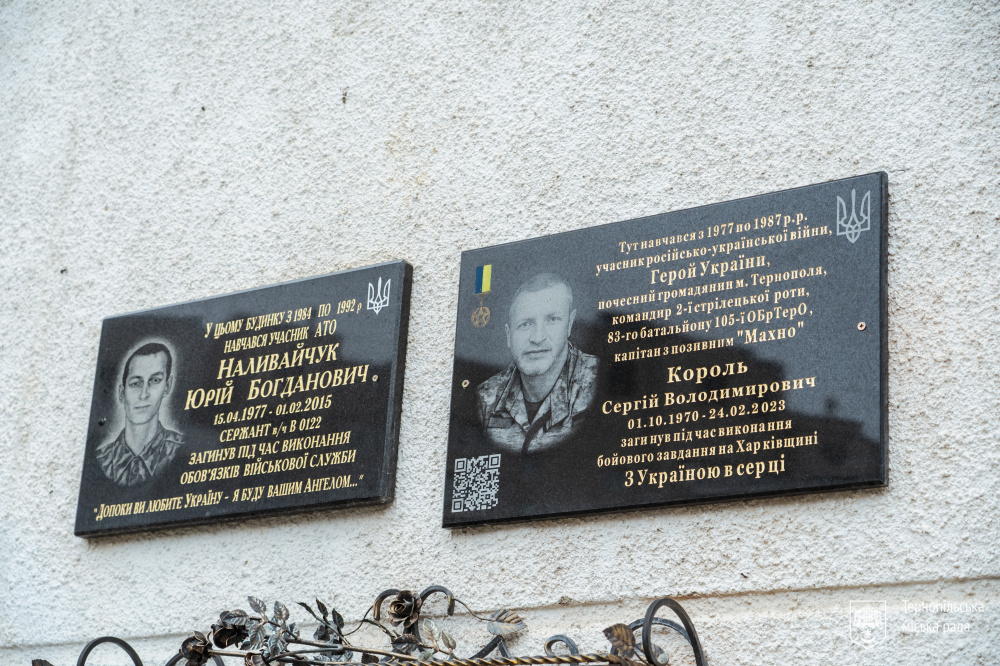 У ЦЬОМУ БУДИНКУ З 1984 ПО 1992 р
НАВЧАВСЯ УЧАСНИК АТО
НАЛИВАЙЧУК
ЮРІЙ БОГДАНОВИЧ
15.04.1977 - 01.02.2015
СЕРЖАНТ в/ч В 0122
ЗАГИНУВ ПІД ЧАС ВИКОНАННЯ
ОБОВ'ЯЗКІВ ВІЙСЬКОВОЇ СЛУЖБИ
"ДОПОКИ ВИ ЛЮБИТЕ УКРАЇНУ - Я БУДУ ВАШИМ АНГЕЛОМ..."
Тут навчався з 1977 по 1987 р.р.
учасник російсько-української війни,
Герой України,
почесний громадянин м. Тернополя,
командир 2-ї стрілецької роти,
83-го батальйону 105-ї ОБрТерО,
капітан з позивним "Махно"
Король
Сергій Володимирович
01.10.1970 - 24.02.2023
загинув під час виконання
бойового завдання на Харківщині
З Україною в серці
Тернопільська
міська рада